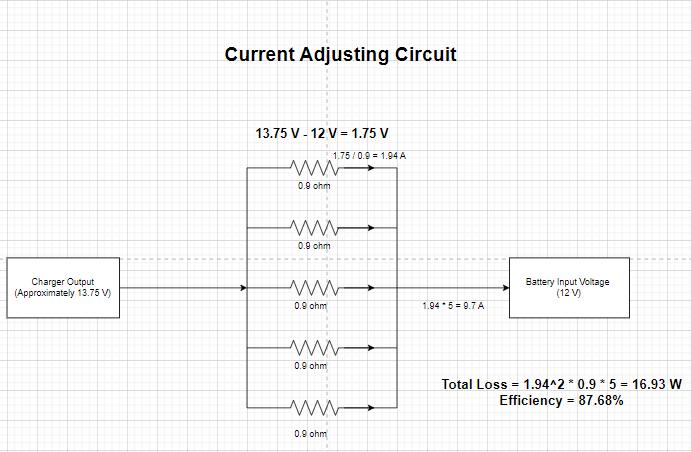 Current Adjusting Circuit
13.75 V - 12 V = 1.75 V
1.75 / 0.9 = 1.94 A
0.9 ohm
0.9 ohm
Charger Output
(Approximately 13.75 V)
0.9 ohm
1.94 * 5 = 9.7 A
Battery Input Voltage
(12 V)
0.9 ohm
Total Loss = 1.94^2 * 0.9 * 5 = 16.93 W
Efficiency = 87.68%
0.9 ohm